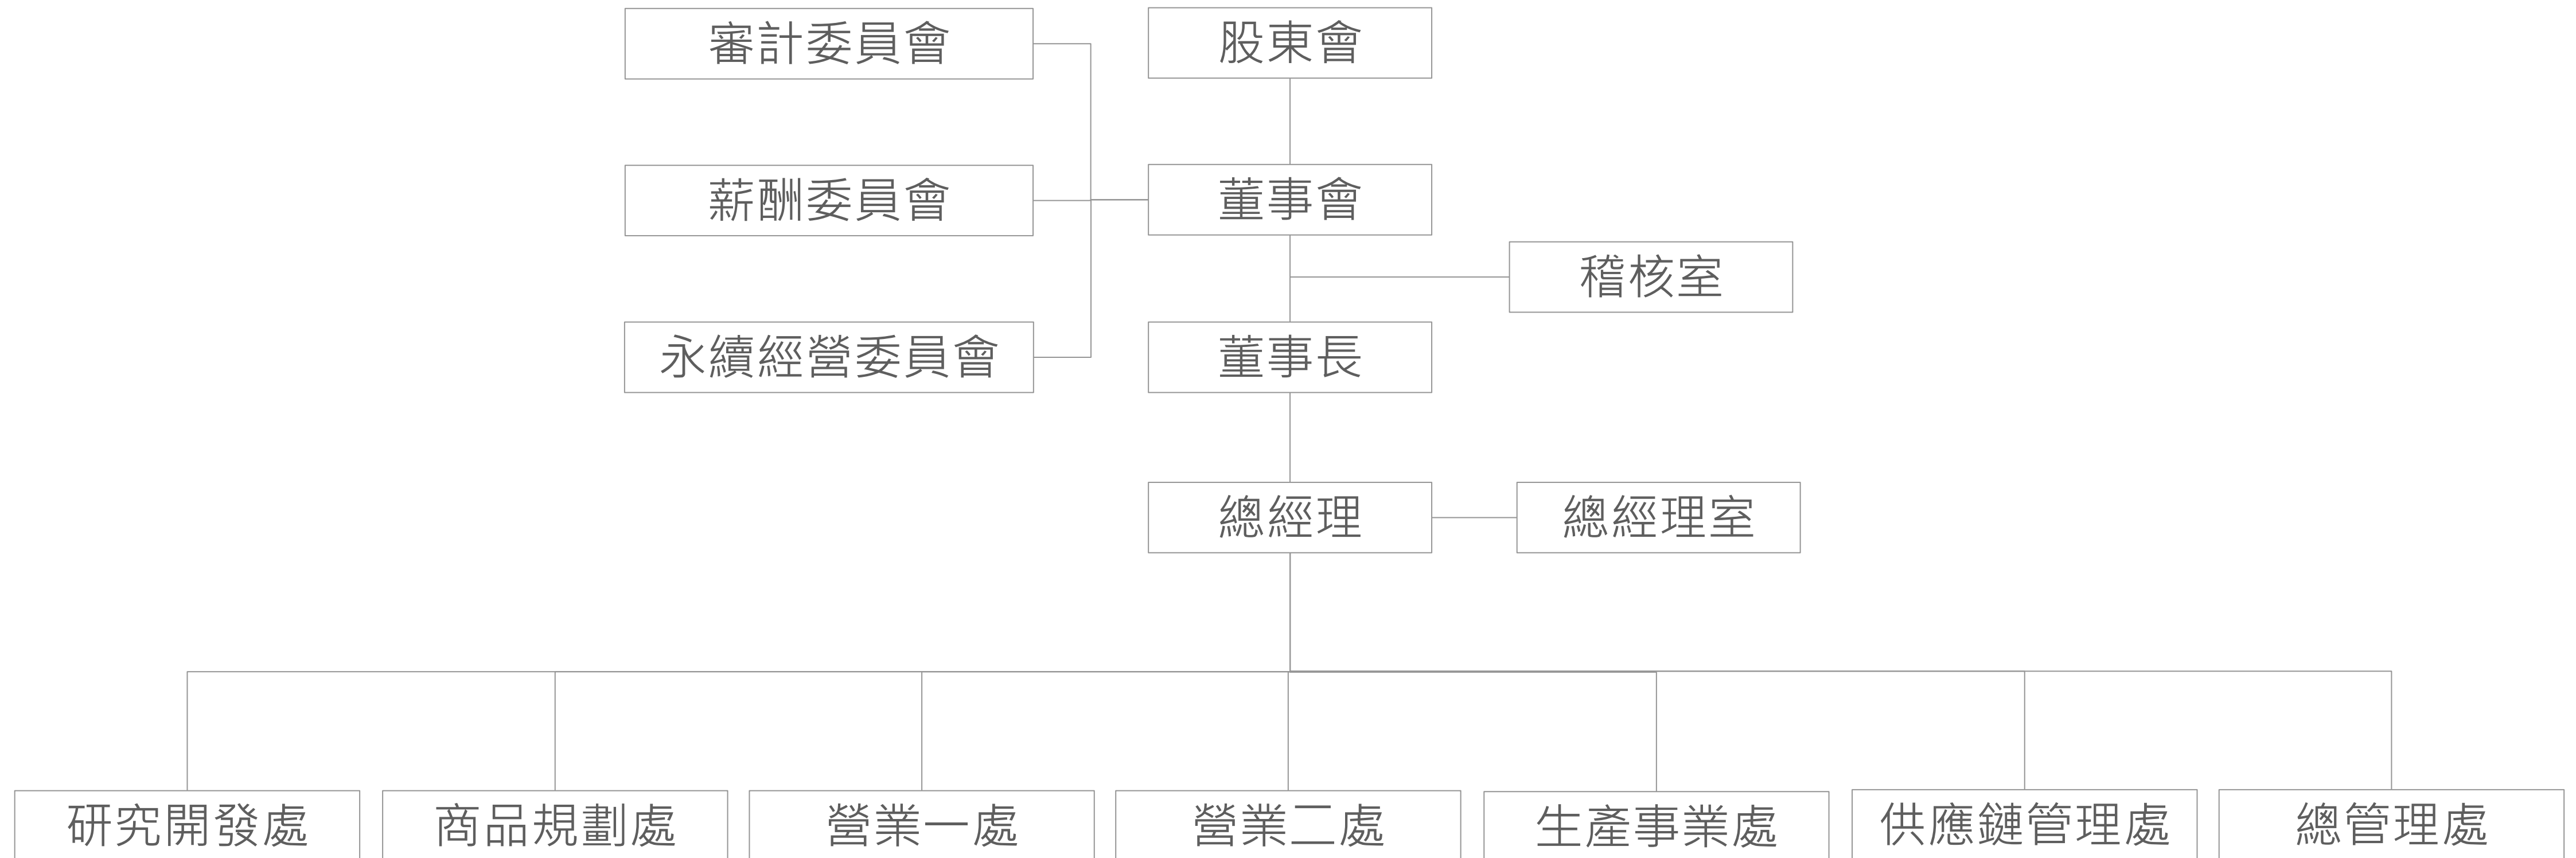 審計委員會
股東會
薪酬委員會
董事會
稽核室
永續經營委員會
董事長
總經理
總經理室
研究開發處
商品規劃處
營業一處
營業二處
生產事業處
供應鏈管理處
總管理處